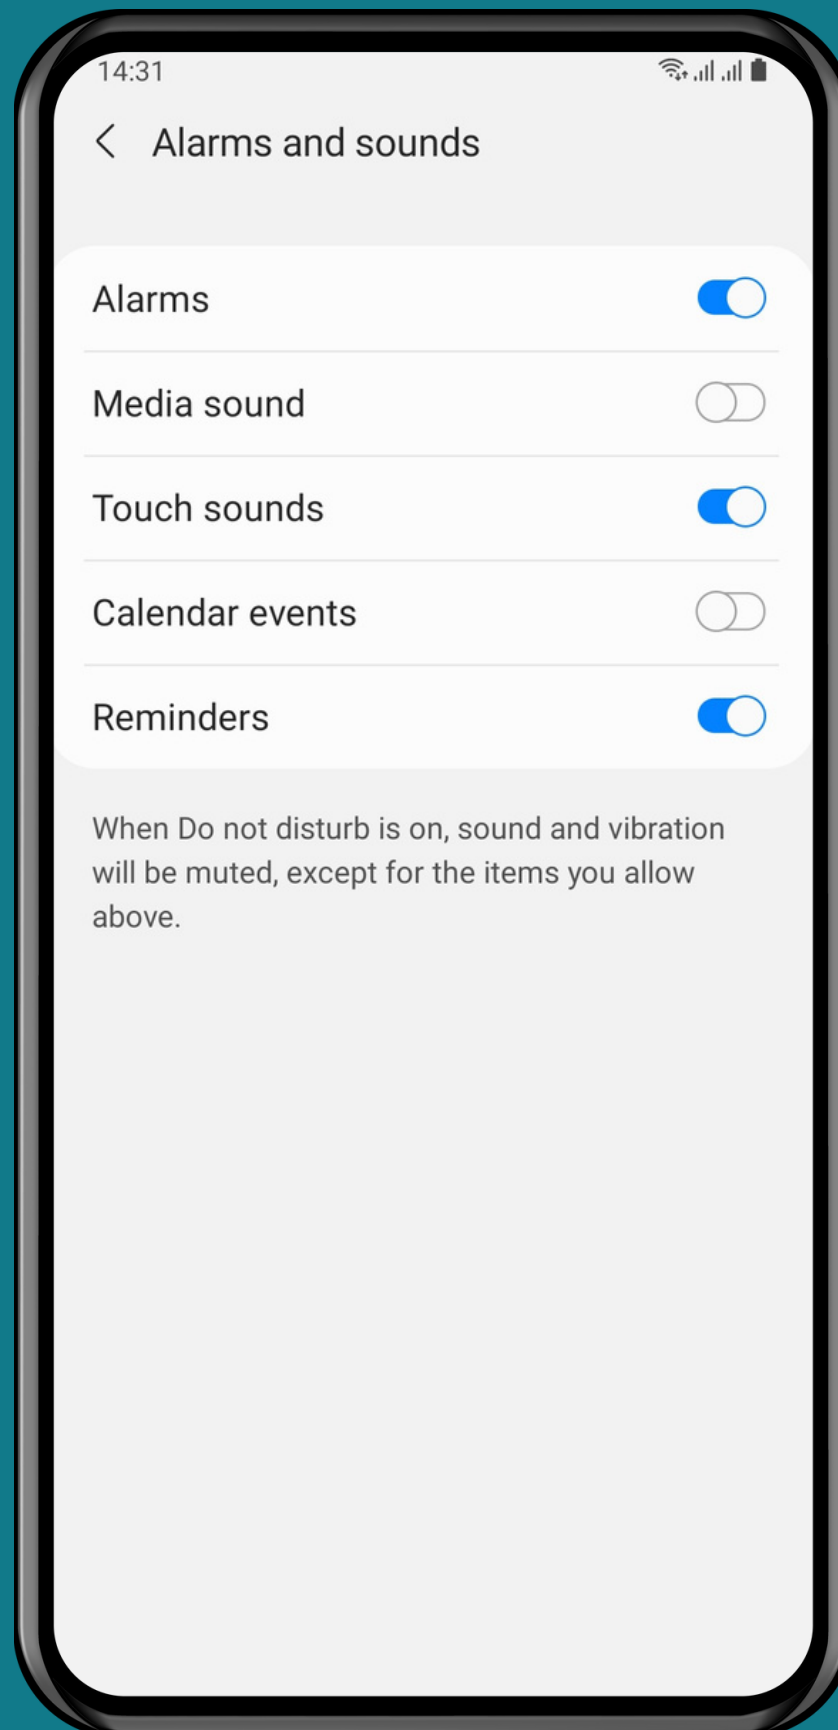 14:31
Alarms and sounds
Alarms
Media sound
Touch sounds
Calendar events
Reminders
When Do not disturb is on, sound and vibration
will be muted, except for the items you allow
above.